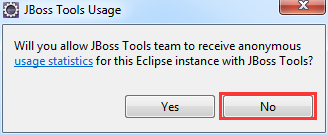 JBoss Tools Usage
Will you allow JBoss Tools team to receive anonymous
usage statistics for this Eclipse instance with JBoss Tools?
Yes No